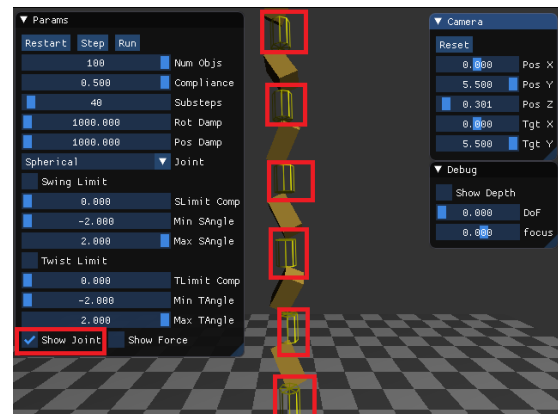 Params
Restart Step Run
100 Num Objs
0.500 Compliance
40 Substeps
1000.000 Rot Damp
1000.000 Pos Damp
Spherical Joint
Swing Limit
0.000 SLimit Comp
-2.000 Min SAngle
2.000 Max SAngle
Twist Limit
0.000 TLimit Comp
-2.000 Min TAngle
2.000 Max TAngle
Show Joint Show Force
Camera
Reset
0.000 Pos X
5.500 Pos Y
0.301 Pos Z
0.000 Tgt X
5.500 Tgt Y
Debug
Show Depth
0.000 DoF
0.000 focus